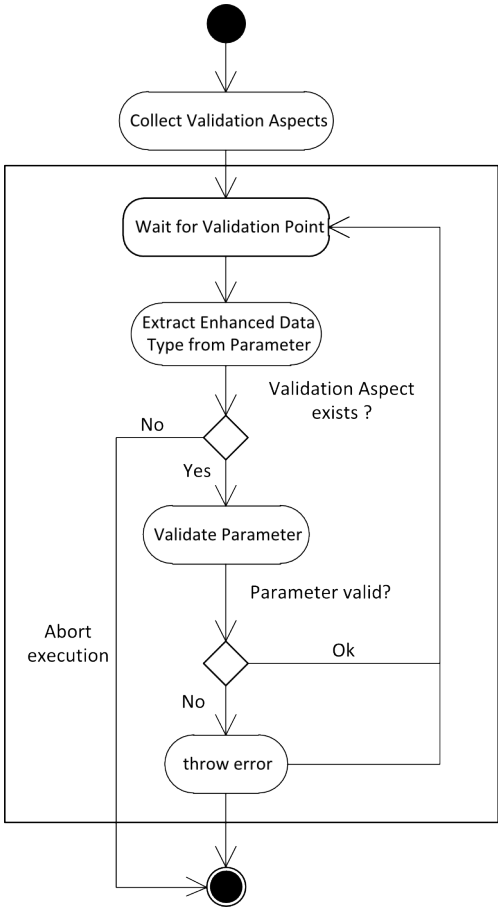 Collect Validation Aspects
Wait for Validation Point
Extract Enhanced Data
Type from Parameter
Validation Aspect
exists ?
No
Yes
Validate Parameter
Parameter valid?
Abort
execution
Ok
No
throw error